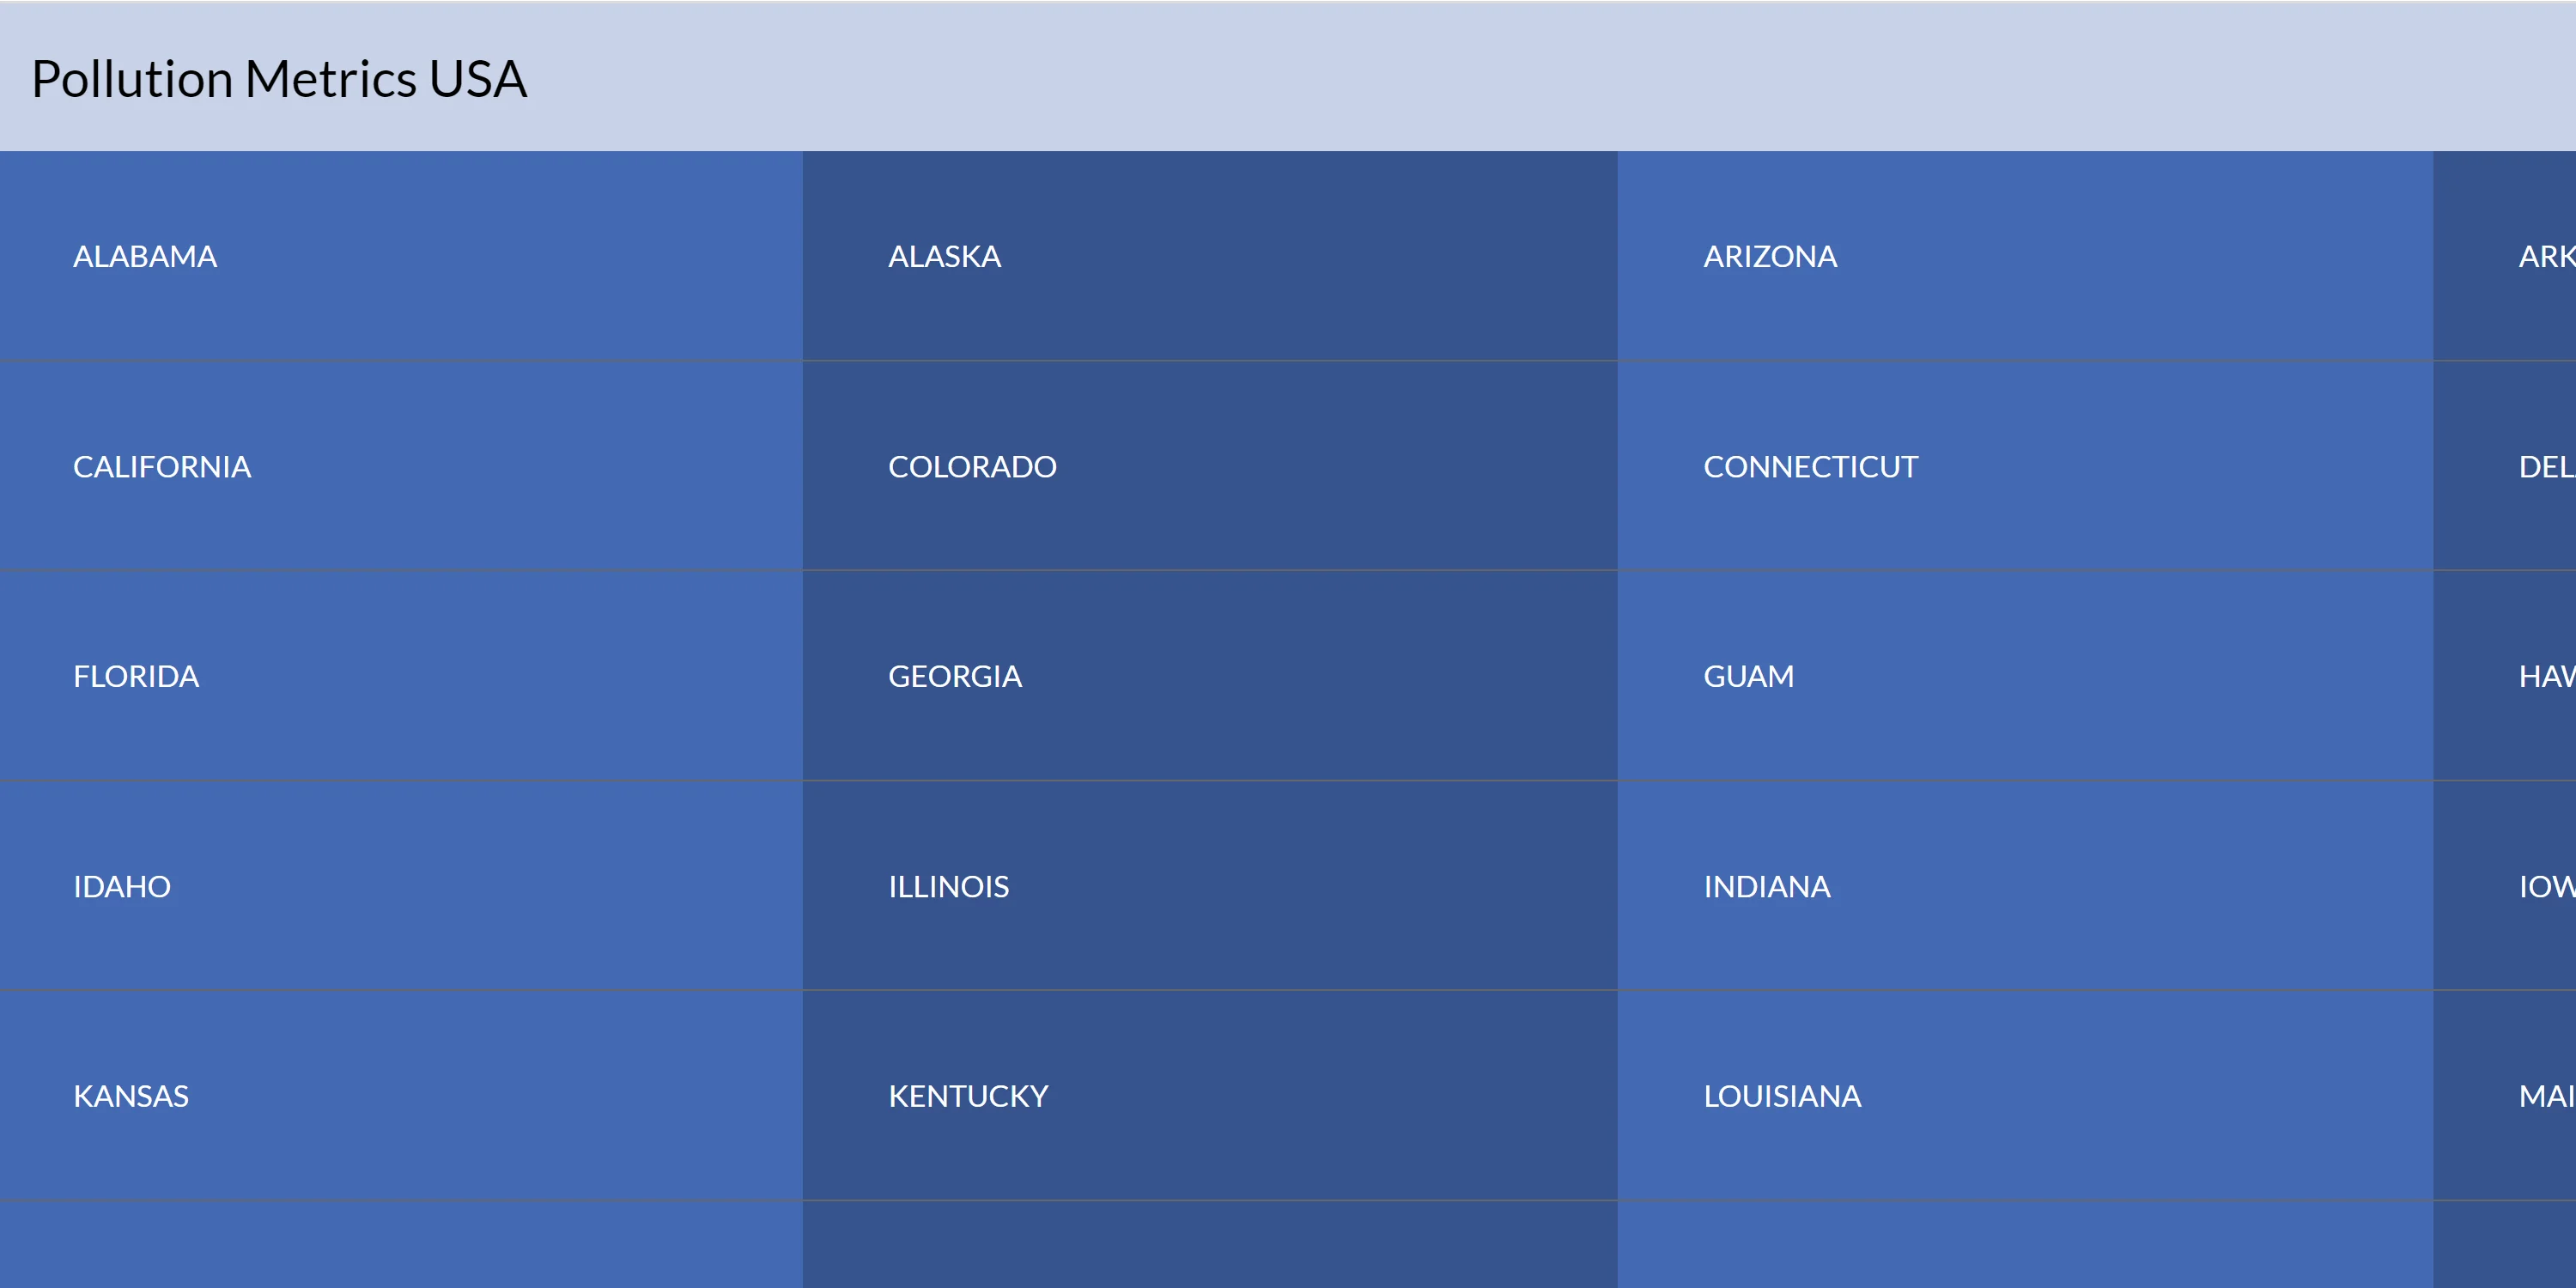 Pollution Metrics USA
ALABAMA ALASKA ARIZONA ARK
CALIFORNIA COLORADO CONNECTICUT DEL
FLORIDA GEORGIA GUAM HAW
IDAHO ILLINOIS INDIANA IOW
KANSAS KENTUCKY LOUISIANA MAI